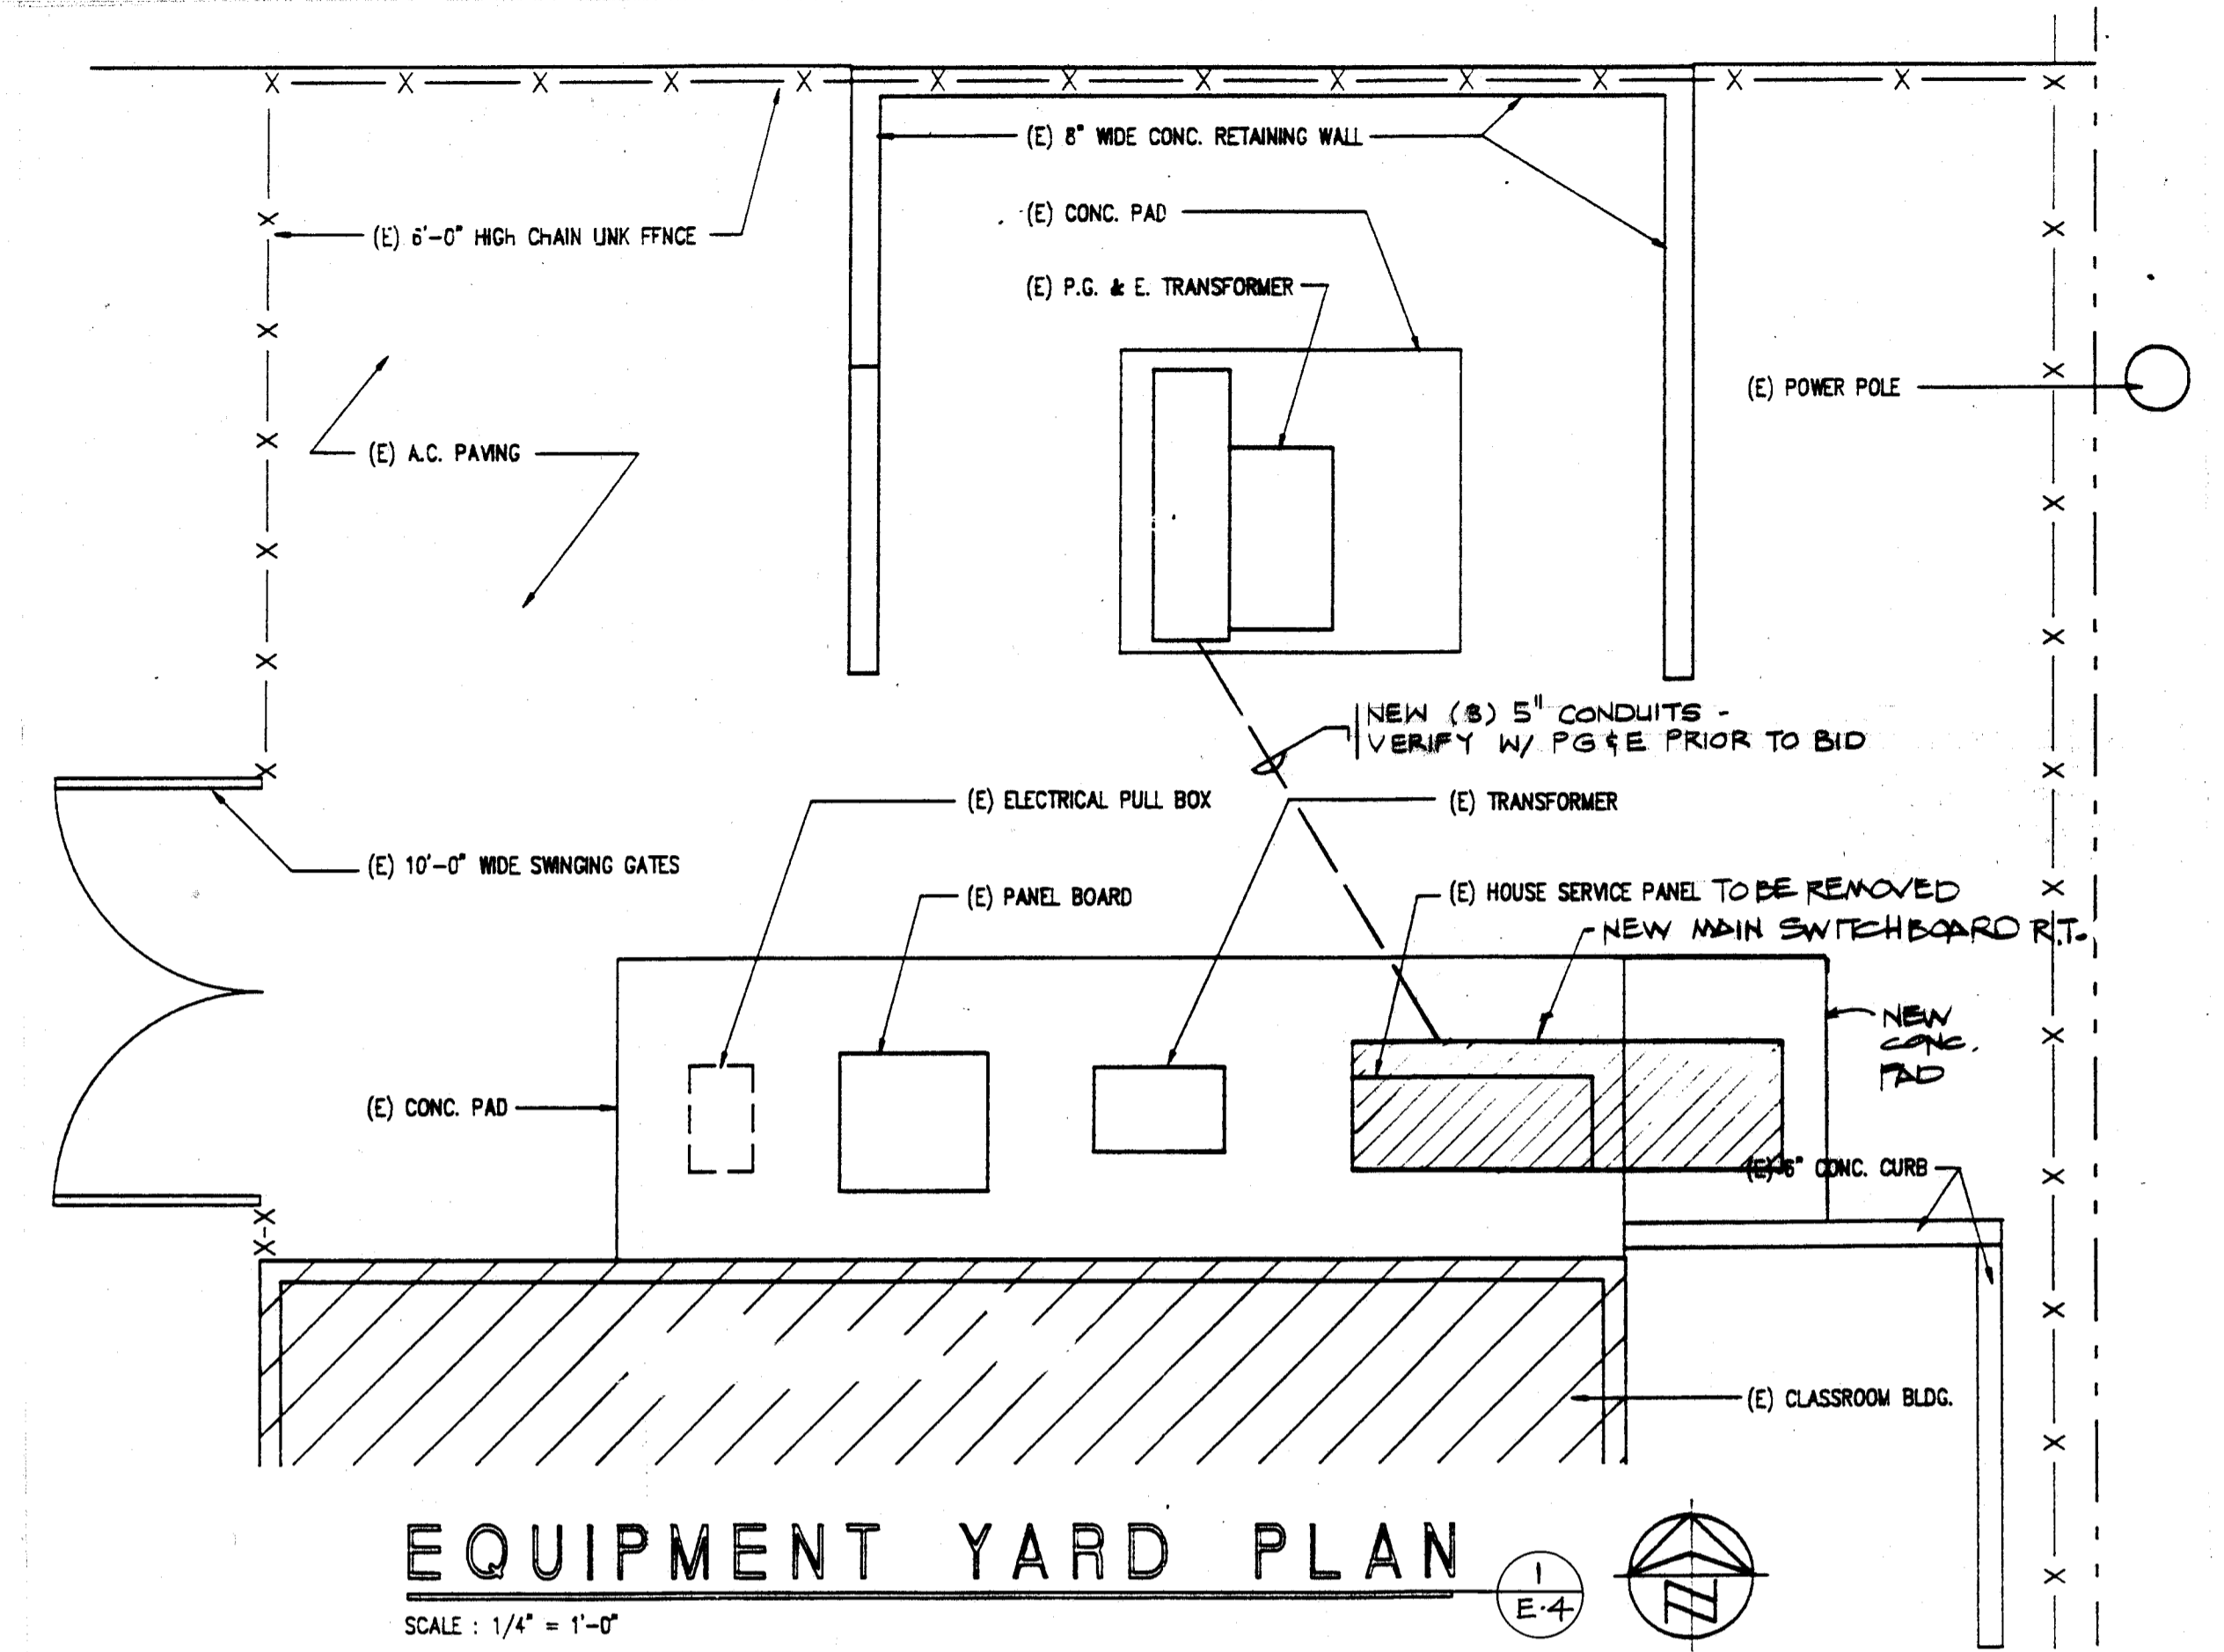 (E) 8" WIDE CONC. RETAINING WALL
(E) CONC. PAD
(E) 6'-0" HIGH CHAIN LINK FENCE
(E) P.G. & E. TRANSFORMER
(E) POWER POLE
(E) A.C. PAVING
NEW (3) 5" CONDUITS -
VERIFY W/ PG&E PRIOR TO BID
(E) ELECTRICAL PULL BOX
(E) TRANSFORMER
(E) 10'-0" WIDE SWINGING GATES
(E) PANEL BOARD
(E) HOUSE SERVICE PANEL TO BE REMOVED
NEW MAIN SWITCHBOARD R.T.
NEW
CONC.
PAD
(E) CONC. PAD
(E) 6" CONC. CURB
(E) CLASSROOM BLDG.
EQUIPMENT YARD PLAN
1
E.4
N
SCALE : 1/4" = 1'-0"